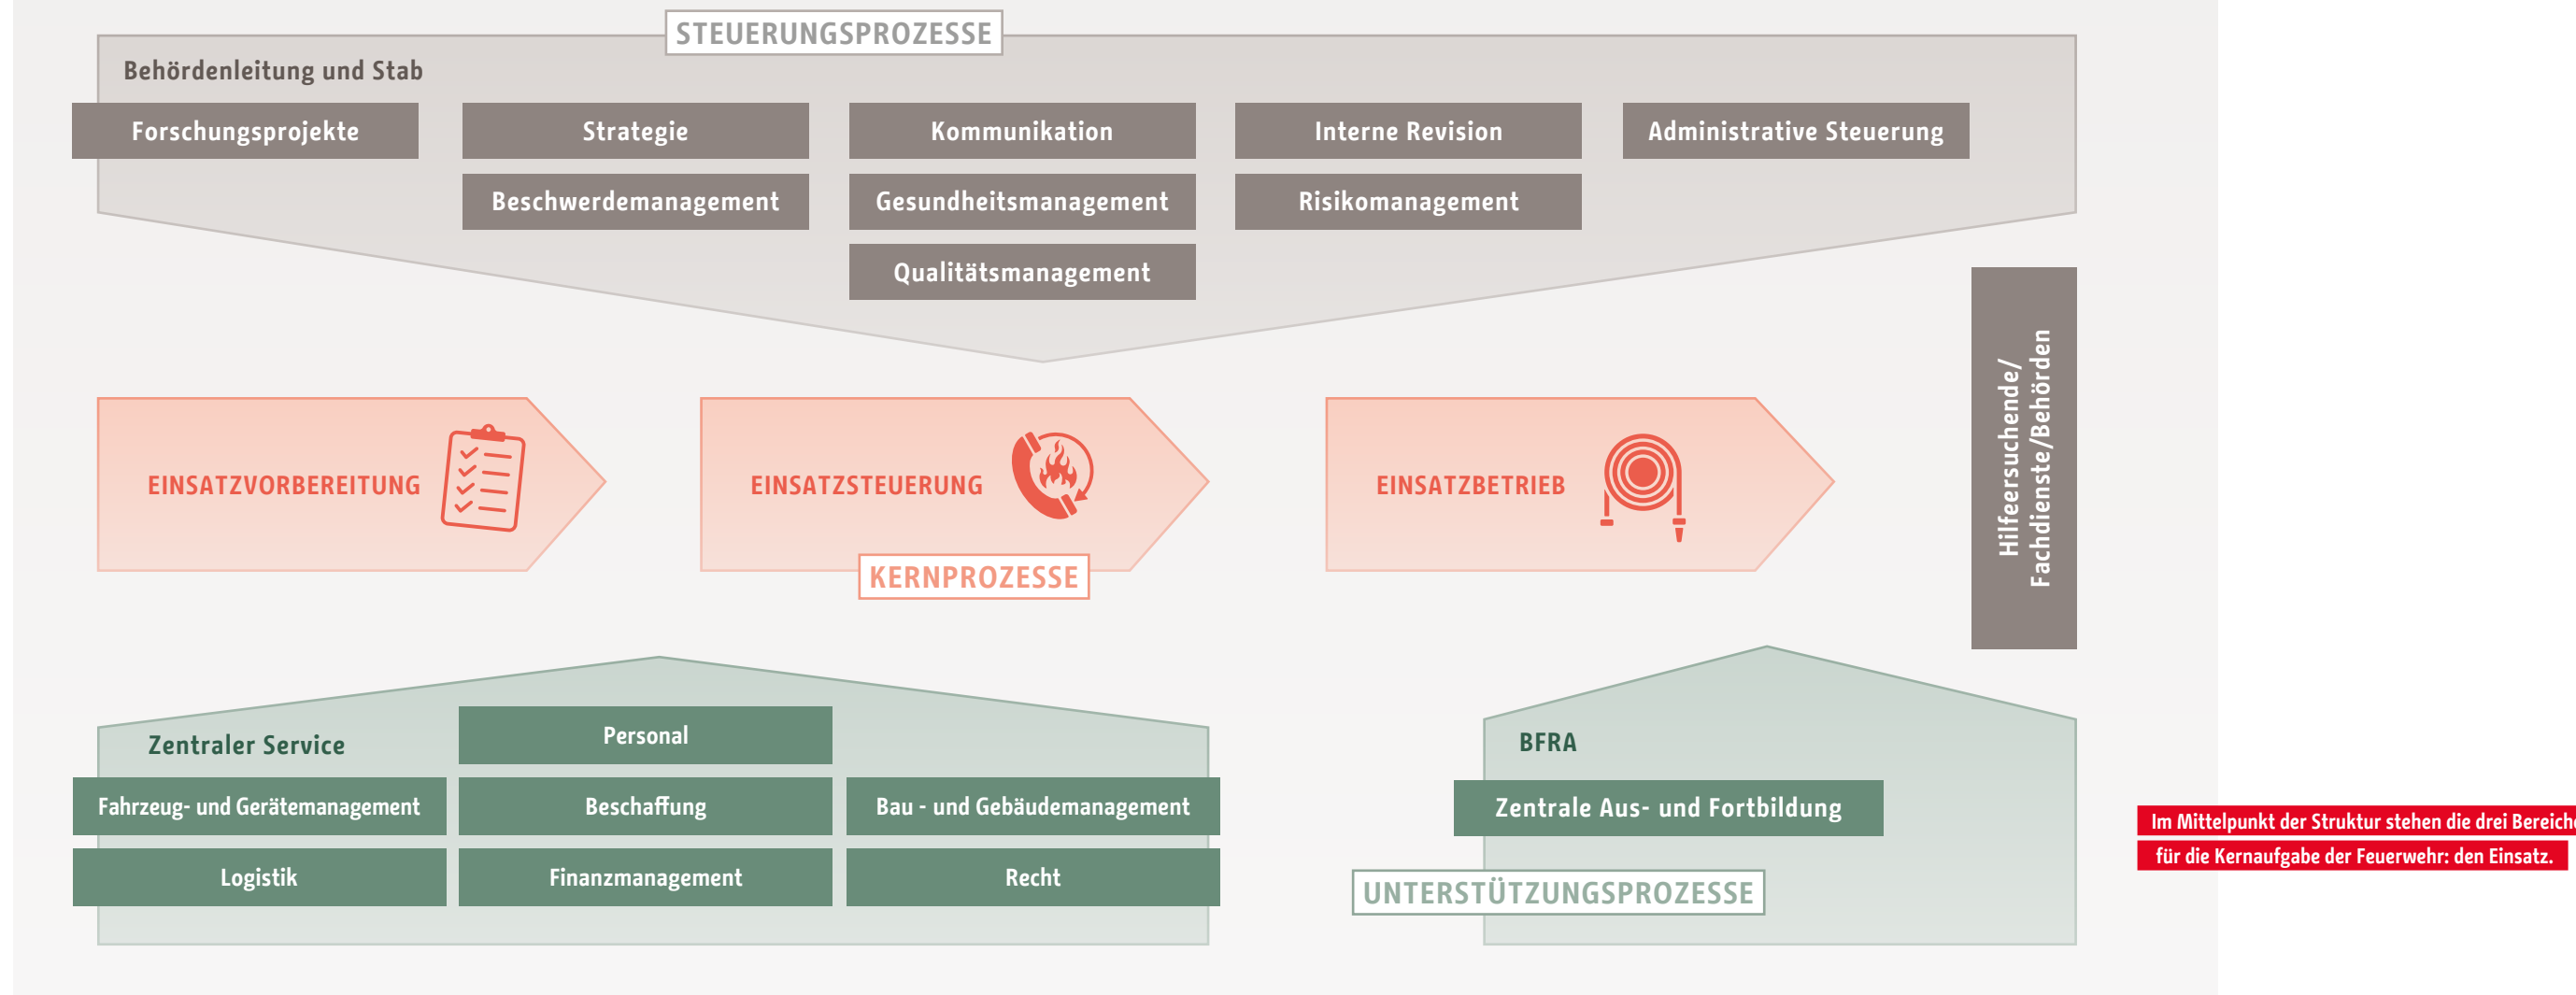 STEUERUNGSPROZESSE
Behördenleitung und Stab
Forschungsprojekte
Strategie
Kommunikation
Interne Revision
Administrative Steuerung
Beschwerdemanagement
Gesundheitsmanagement
Risikomanagement
Qualitätsmanagement
Hilfeersuchende/
Fachdienste/Behörden
EINSATZVORBEREITUNG
EINSATZSTEUERUNG
EINSATZBETRIEB
KERNPROZESSE
Zentraler Service
Personal
Fahrzeug- und Gerätemanagement
Beschaffung
Bau - und Gebäudemanagement
Logistik
Finanzmanagement
Recht
BFRA
Zentrale Aus- und Fortbildung
UNTERSTÜTZUNGSPROZESSE
Im Mittelpunkt der Struktur stehen die drei Bereiche
für die Kernaufgabe der Feuerwehr: den Einsatz.